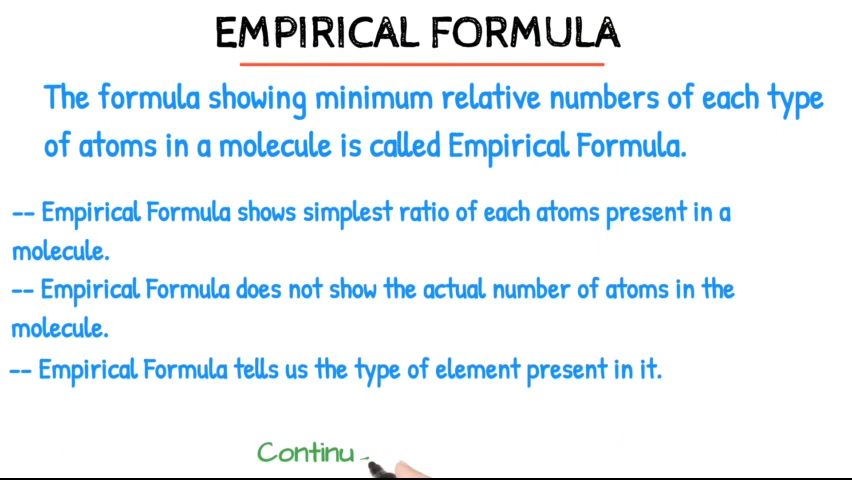 EMPIRICAL FORMULA
The formula showing minimum relative numbers of each type
of atoms in a molecule is called Empirical Formula.
-- Empirical Formula shows simplest ratio of each atoms present in a
molecule.
-- Empirical Formula does not show the actual number of atoms in the
molecule.
-- Empirical Formula tells us the type of element present in it.
Continu